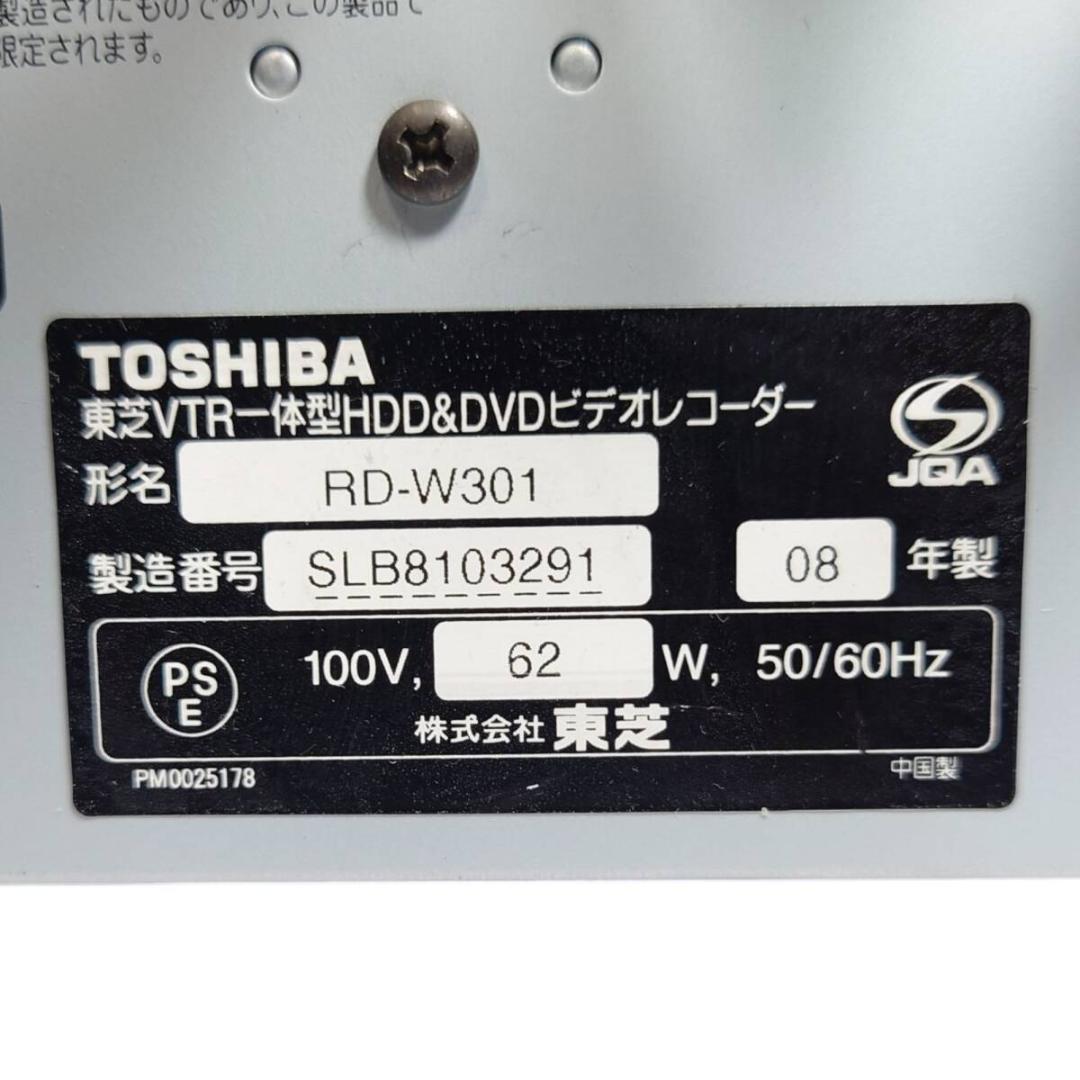 製造されたものであり、この製品で
限定されます。
TOSHIBA
東芝VTR一体型HDD&DVDビデオレコーダー
JQA
形名 RD-W301
製造番号 SLB8103291 08 年製
PS
E
100V, 62 W, 50/60Hz
株式会社 東芝
PM0025178 中国製